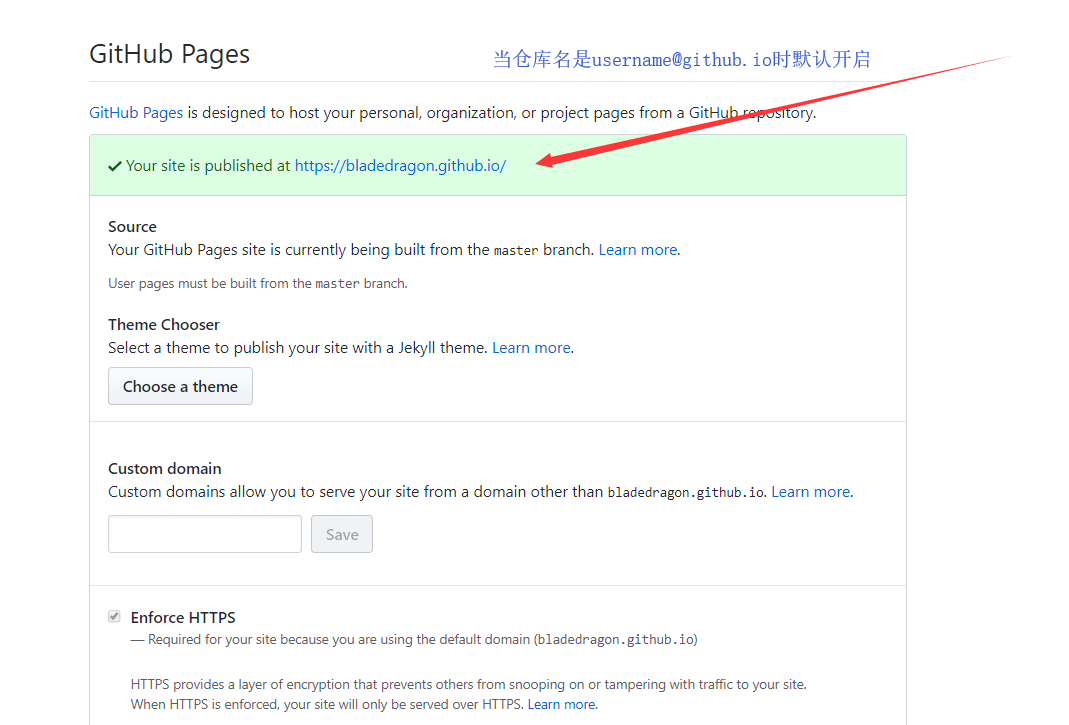 GitHub Pages
当仓库名是username@github.io时默认开启
GitHub Pages is designed to host your personal, organization, or project pages from a GitHub repository.
Your site is published at https://bladedragon.github.io/
Source
Your GitHub Pages site is currently being built from the master branch. Learn more.
User pages must be built from the master branch.
Theme Chooser
Select a theme to publish your site with a Jekyll theme. Learn more.
Choose a theme
Custom domain
Custom domains allow you to serve your site from a domain other than bladedragon.github.io. Learn more.
Save
Enforce HTTPS
— Required for your site because you are using the default domain (bladedragon.github.io)
HTTPS provides a layer of encryption that prevents others from snooping on or tampering with traffic to your site.
When HTTPS is enforced, your site will only be served over HTTPS. Learn more.